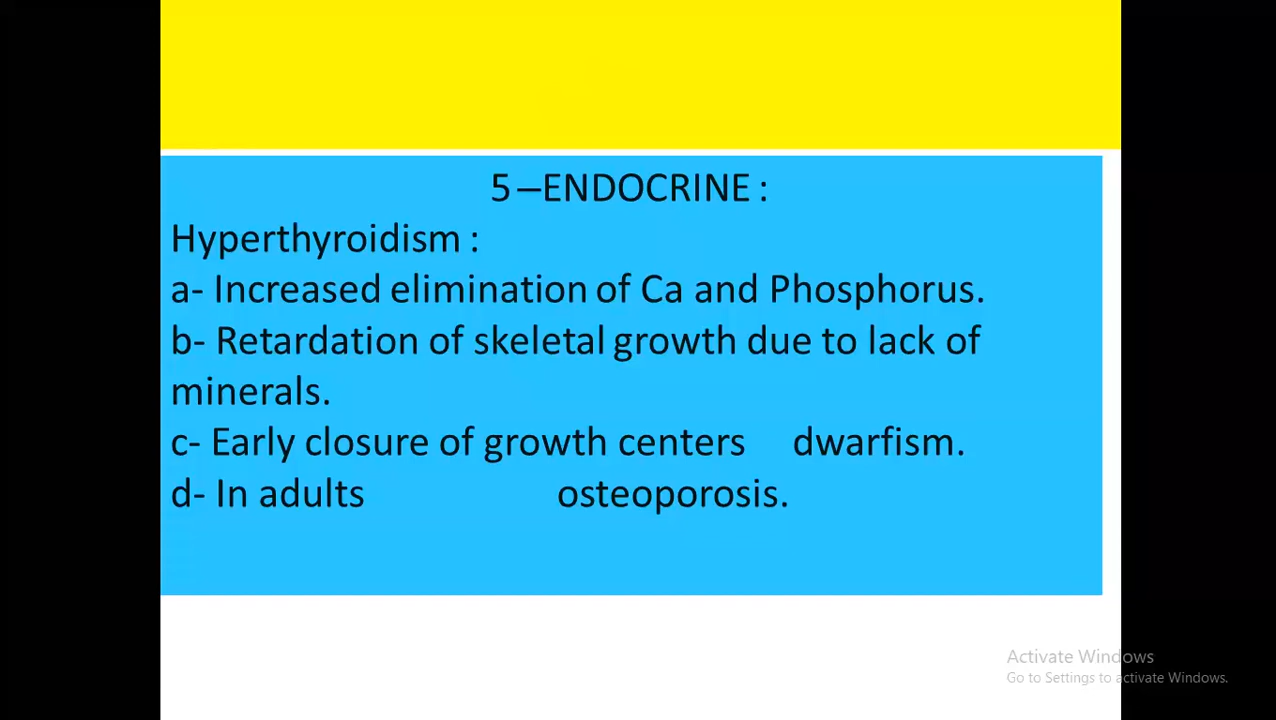 5 –ENDOCRINE :
Hyperthyroidism :
a- Increased elimination of Ca and Phosphorus.
b- Retardation of skeletal growth due to lack of
minerals.
c- Early closure of growth centers dwarfism.
d- In adults osteoporosis.
Activate Windows
Go to Settings to activate Windows.